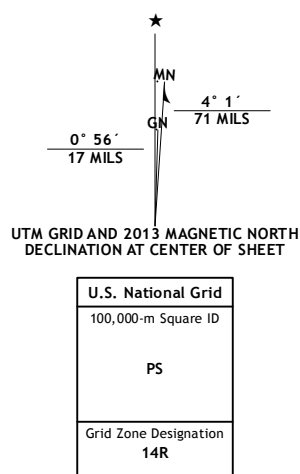 MN
4° 1´
71 MILS
GN
0° 56´
17 MILS
UTM GRID AND 2013 MAGNETIC NORTH
DECLINATION AT CENTER OF SHEET
U.S. National Grid
100,000-m Square ID
PS
Grid Zone Designation
14R